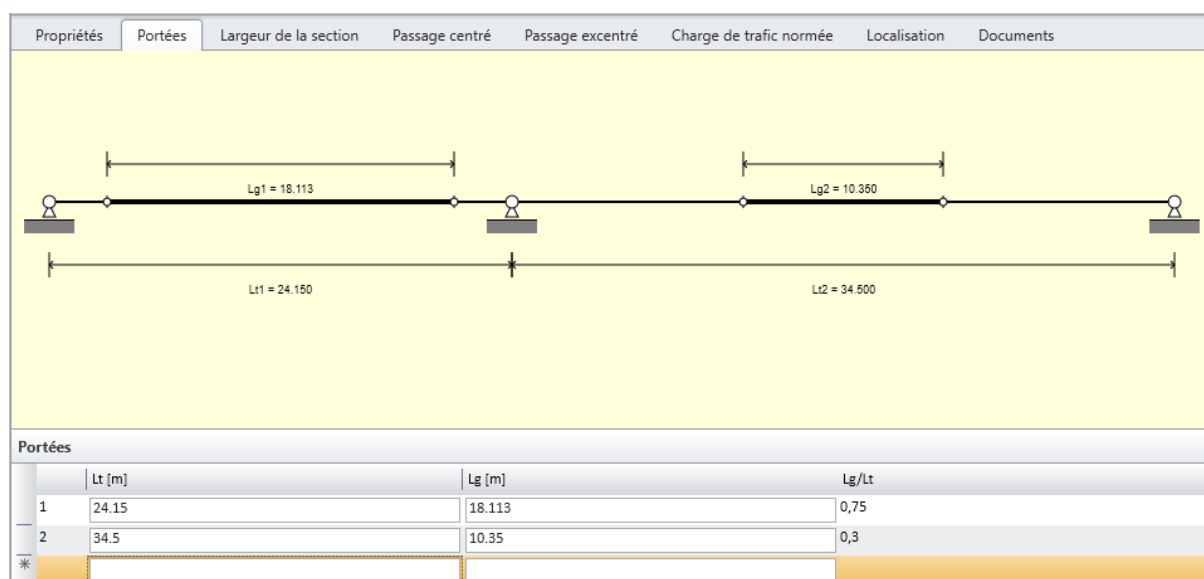 Propriétés Portées Largeur de la section Passage centré Passage excentré Charge de trafic normée Localisation Documents
Lg1 = 18.113 Lg2 = 10.350
Lt1 = 24.150 Lt2 = 34.500
Portées
Lt [m] Lg [m] Lg/Lt
1 24.15 18.113 0,75
2 34.5 10.35 0,3